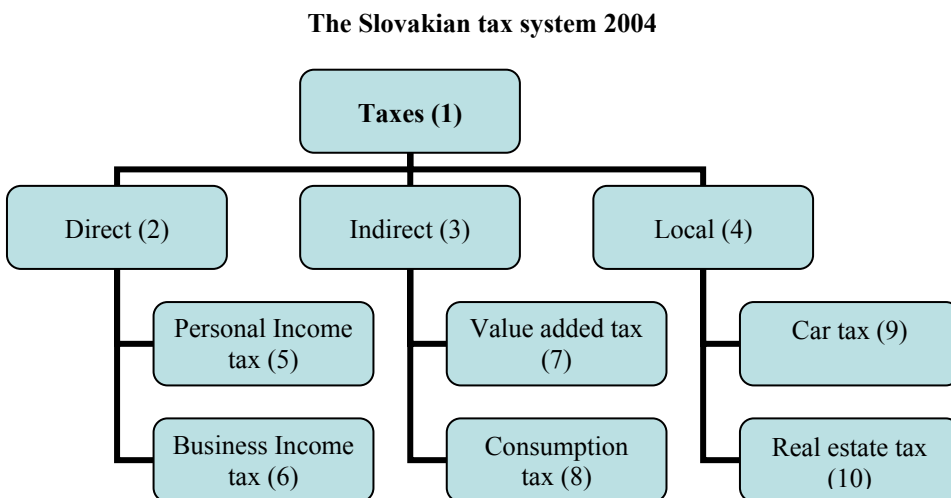 The Slovakian tax system 2004
Taxes (1)
Direct (2)
Indirect (3)
Local (4)
Personal Income
tax (5)
Value added tax
(7)
Car tax (9)
Business Income
tax (6)
Consumption
tax (8)
Real estate tax
(10)